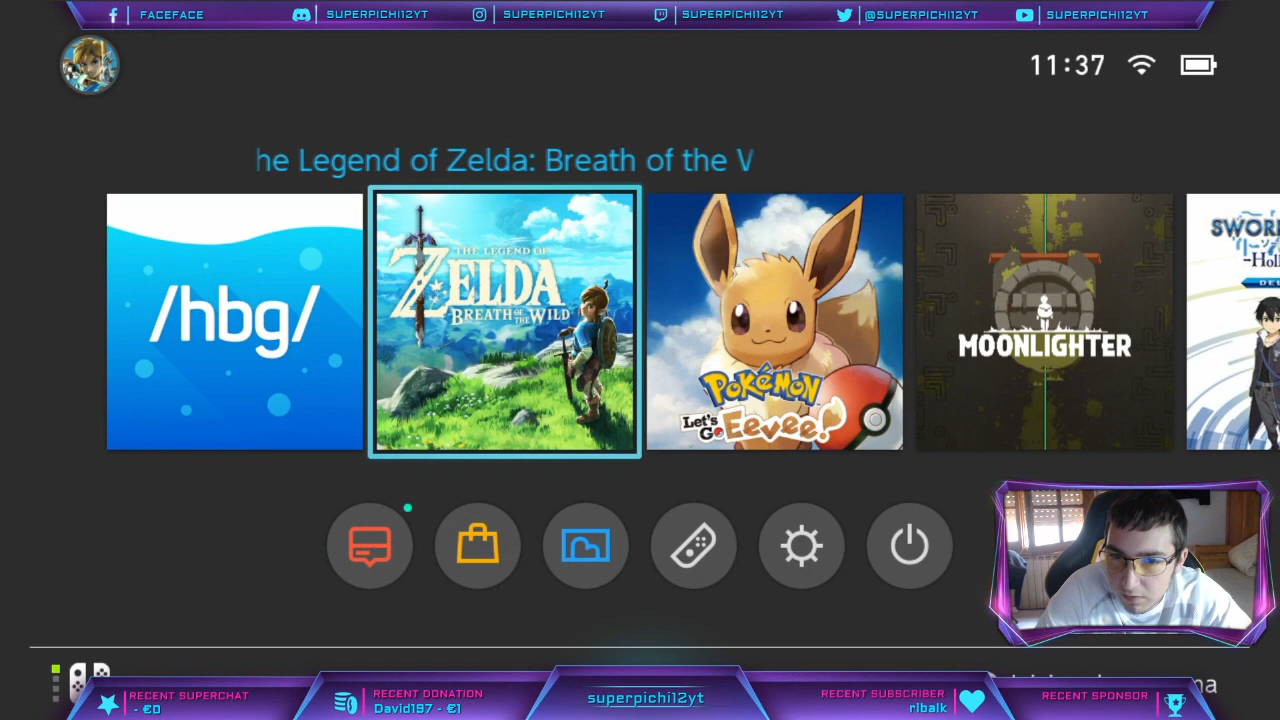 FACEFACE
SUPERPICHI12YT
SUPERPICHI12YT
SUPERPICHI12YT
@SUPERPICHI12YT
SUPERPICHI12YT
11:37
he Legend of Zelda: Breath of the
/hbg/
THE LEGEND OF
ZELDA
BREATH OF THE WILD
POKéMON
Let's Go Eevee!
MOONLIGHTER
SWOR
DE
RECENT SUPERCHAT
- €0
RECENT DONATION
David197 - €1
superpichi12yt
RECENT SUBSCRIBER
ribalk
RECENT SPONSOR